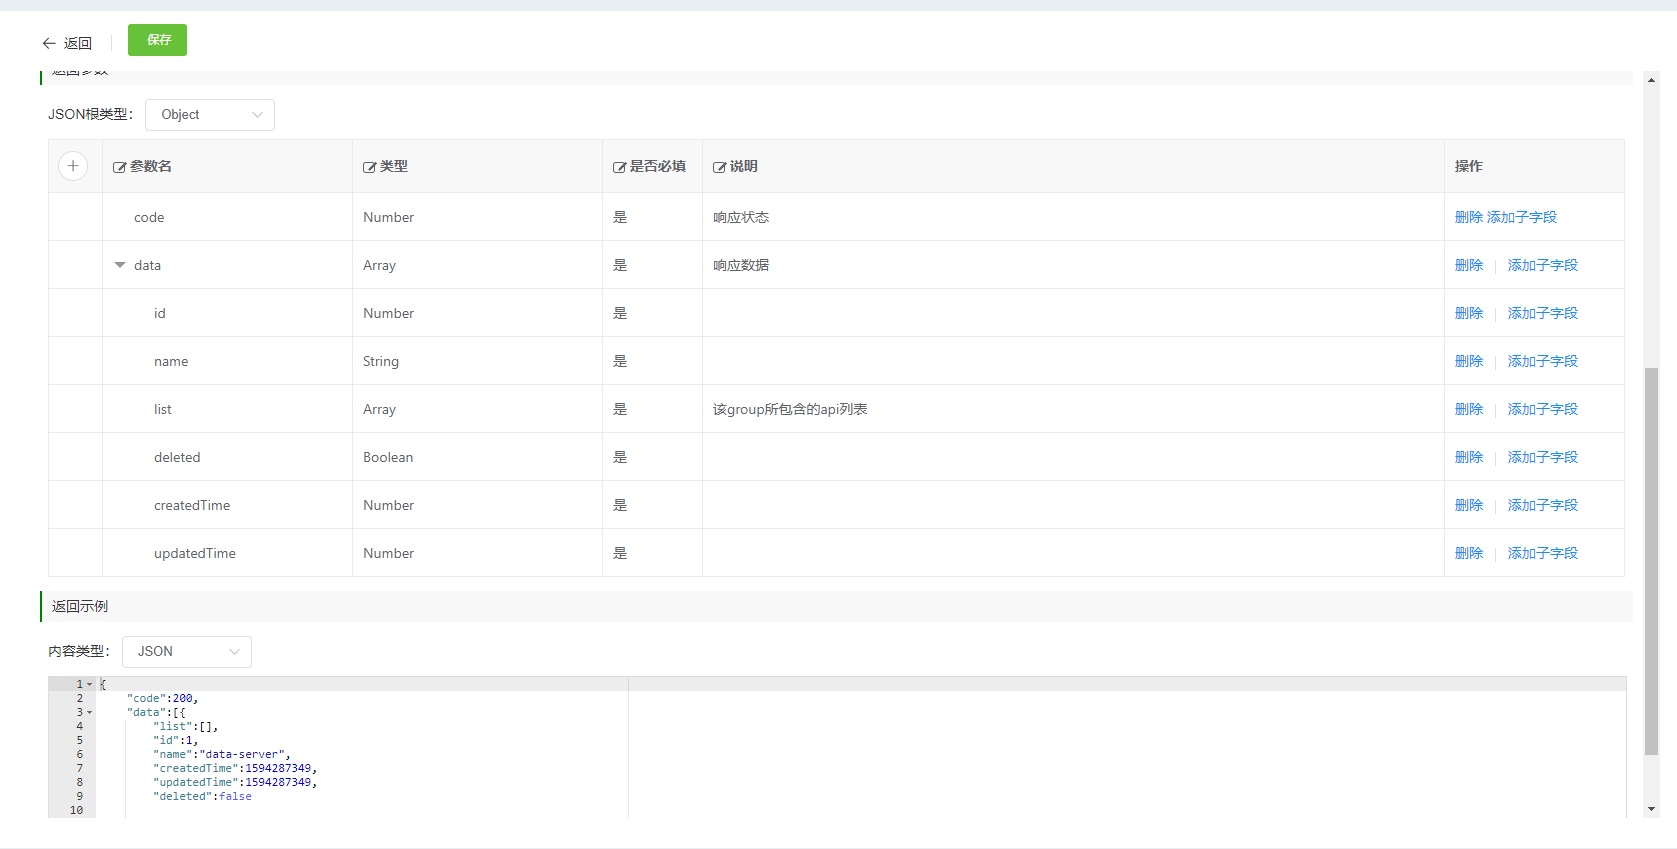 返回 保存
返回参数
JSON根类型： Object
参数名 类型 是否必填 说明 操作
code Number 是 响应状态 删除 添加子字段
data Array 是 响应数据 删除 添加子字段
id Number 是 删除 添加子字段
name String 是 删除 添加子字段
list Array 是 该group所包含的api列表 删除 添加子字段
deleted Boolean 是 删除 添加子字段
createdTime Number 是 删除 添加子字段
updatedTime Number 是 删除 添加子字段
返回示例
内容类型： JSON
1 {
2 "code":200,
3 "data":[{
4 "list":[],
5 "id":1,
6 "name":"data-server",
7 "createdTime":1594287349,
8 "updatedTime":1594287349,
9 "deleted":false
10